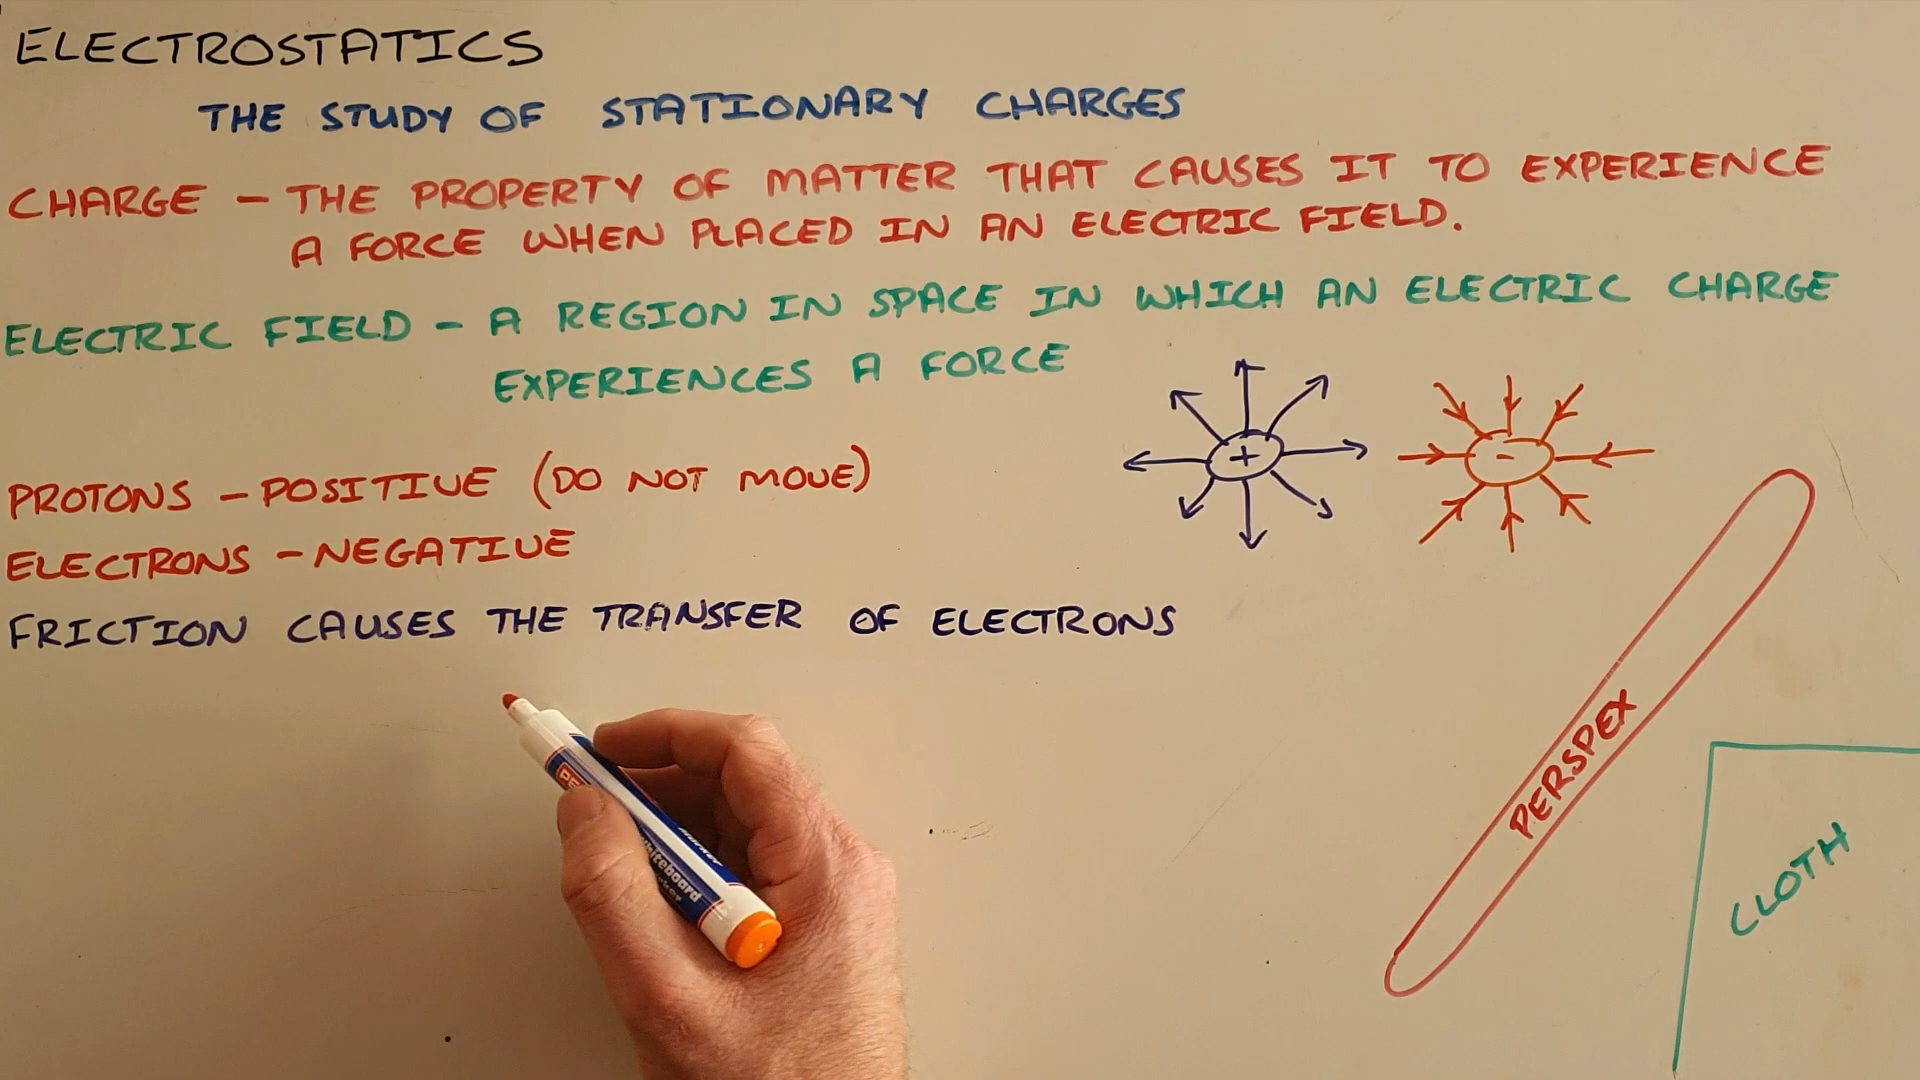 ELECTROSTATICS
THE STUDY OF STATIONARY CHARGES
CHARGE - THE PROPERTY OF MATTER THAT CAUSES IT TO EXPERIENCE
A FORCE WHEN PLACED IN AN ELECTRIC FIELD.
ELECTRIC FIELD - A REGION IN SPACE IN WHICH AN ELECTRIC CHARGE
EXPERIENCES A FORCE
+
-
PROTONS - POSITIVE (DO NOT MOVE)
ELECTRONS - NEGATIVE
FRICTION CAUSES THE TRANSFER OF ELECTRONS
PERSPEX
CLOTH
whiteboard
marker